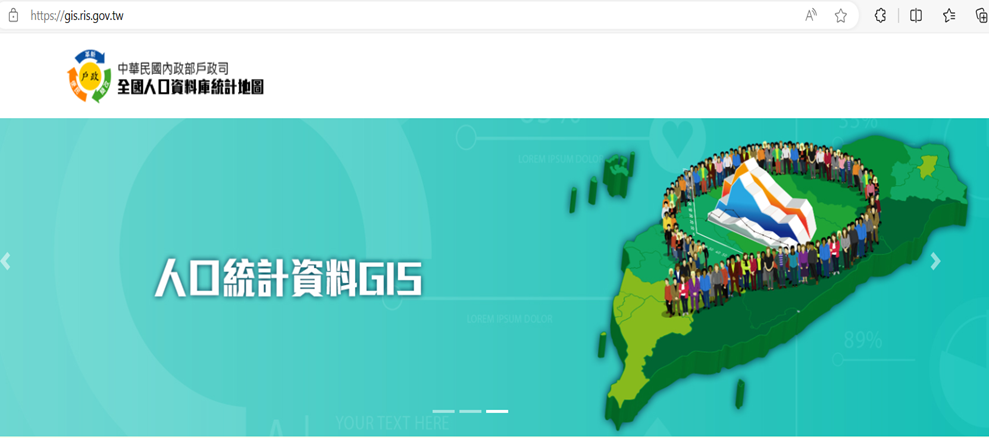 https://gis.ris.gov.tw
中華民國內政部戶政司
戶政
全國人口資料庫統計地圖
人口統計資料GIS
LOREM IPSUM DOLOR
LOREM IPSUM DOLOR
89%
YOUR TEXT HERE